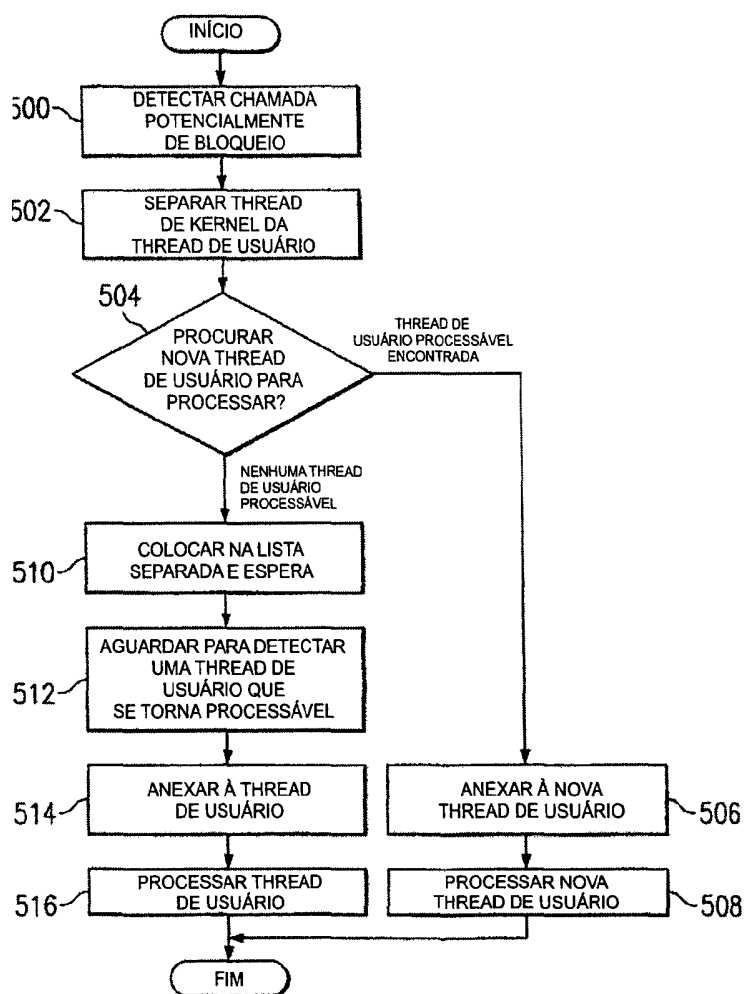 INÍCIO
500
DETECTAR CHAMADA
POTENCIALMENTE
DE BLOQUEIO
502
SEPARAR THREAD
DE KERNEL DA
THREAD DE USUÁRIO
504
PROCURAR
NOVA THREAD
DE USUÁRIO PARA
PROCESSAR?
THREAD DE
USUÁRIO PROCESSÁVEL
ENCONTRADA
NENHUMA THREAD
DE USUÁRIO
PROCESSÁVEL
510
COLOCAR NA LISTA
SEPARADA E ESPERA
512
AGUARDAR PARA DETECTAR
UMA THREAD DE
USUÁRIO QUE
SE TORNA PROCESSÁVEL
514
ANEXAR À THREAD
DE USUÁRIO
ANEXAR À NOVA
THREAD DE USUÁRIO
506
516
PROCESSAR THREAD
DE USUÁRIO
PROCESSAR NOVA
THREAD DE USUÁRIO
508
FIM